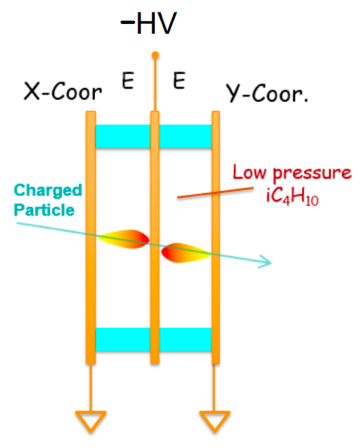 −HV
X-Coor E E Y-Coor.
Low pressure
iC₄H₁₀
Charged
Particle